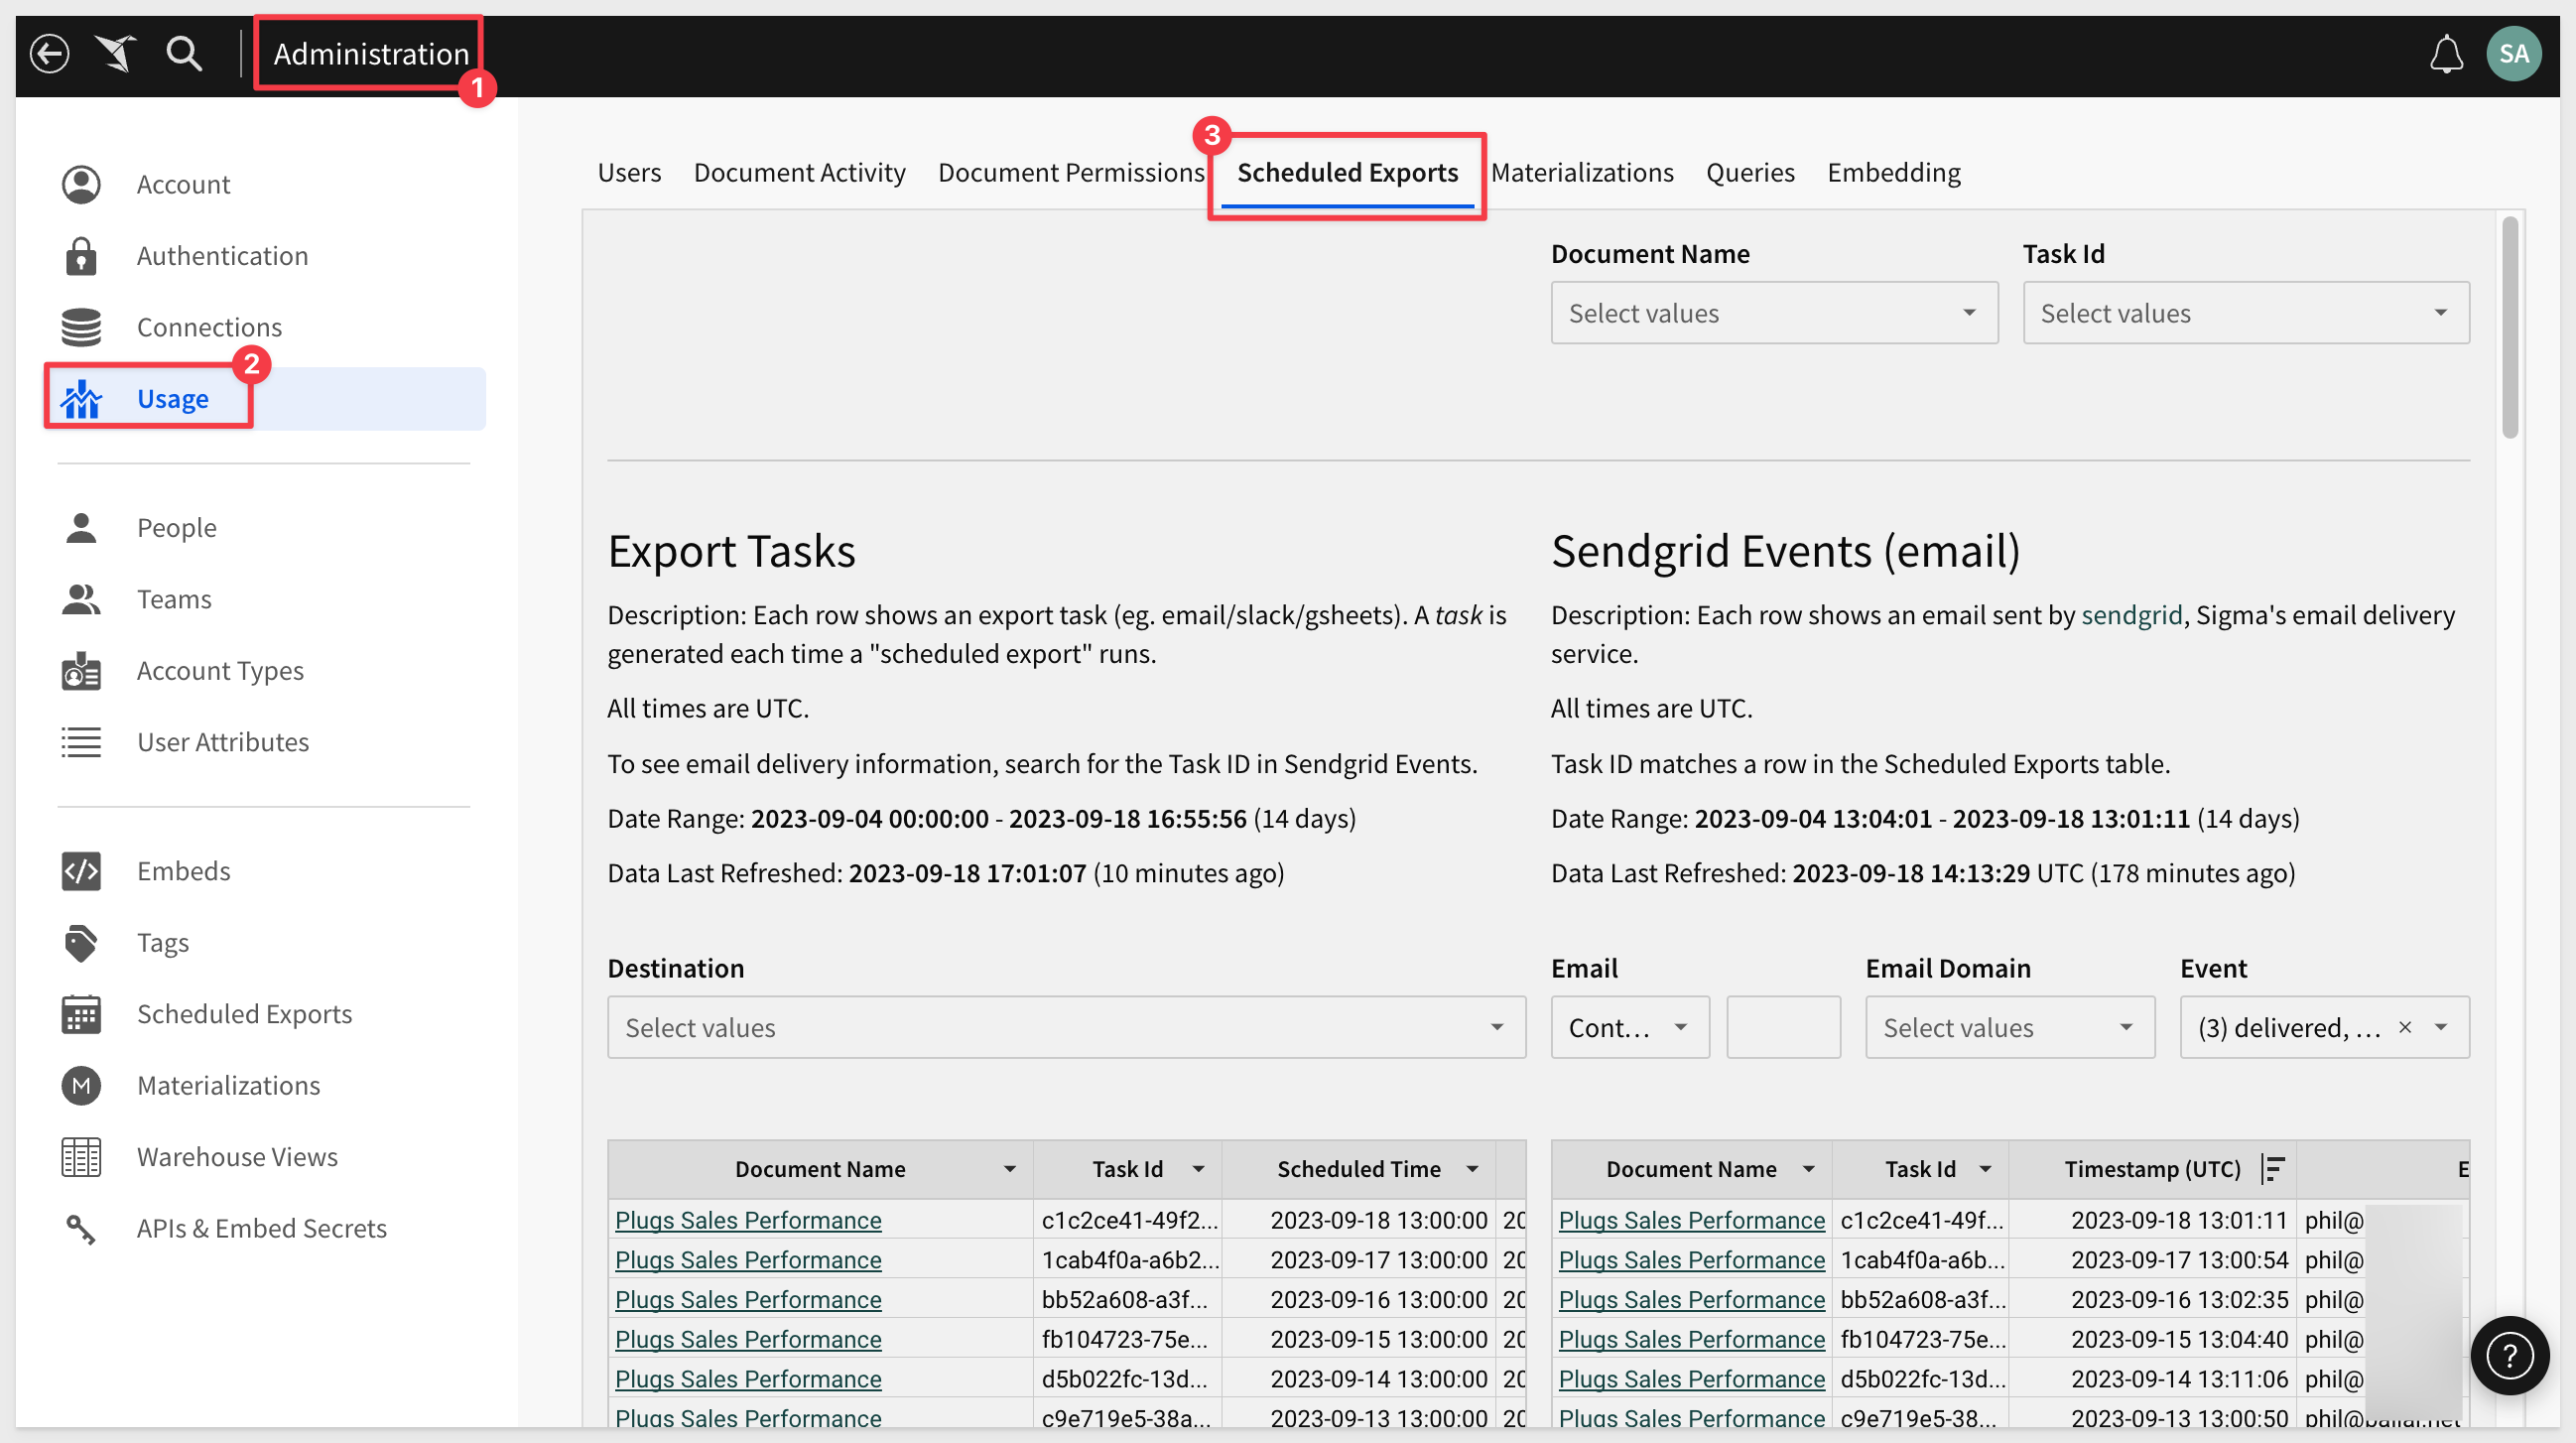 Administration
1
SA
Account
Authentication
Connections
2
Usage
People
Teams
Account Types
User Attributes
Embeds
Tags
Scheduled Exports
M
Materializations
Warehouse Views
APIs & Embed Secrets
3
Users Document Activity Document Permissions Scheduled Exports Materializations Queries Embedding
Document Name Task Id
Select values Select values
Export Tasks
Description: Each row shows an export task (eg. email/slack/gsheets). A task is
generated each time a "scheduled export" runs.
All times are UTC.
To see email delivery information, search for the Task ID in Sendgrid Events.
Date Range: 2023-09-04 00:00:00 - 2023-09-18 16:55:56 (14 days)
Data Last Refreshed: 2023-09-18 17:01:07 (10 minutes ago)
Destination
Select values
Document Name Task Id Scheduled Time
Plugs Sales Performance c1c2ce41-49f2... 2023-09-18 13:00:00 20
Plugs Sales Performance 1cab4f0a-a6b2... 2023-09-17 13:00:00 20
Plugs Sales Performance bb52a608-a3f... 2023-09-16 13:00:00 20
Plugs Sales Performance fb104723-75e... 2023-09-15 13:00:00 20
Plugs Sales Performance d5b022fc-13d... 2023-09-14 13:00:00 20
Plugs Sales Performance c9e719e5-38a... 2023-09-13 13:00:00 20
Sendgrid Events (email)
Description: Each row shows an email sent by sendgrid, Sigma's email delivery
service.
All times are UTC.
Task ID matches a row in the Scheduled Exports table.
Date Range: 2023-09-04 13:04:01 - 2023-09-18 13:01:11 (14 days)
Data Last Refreshed: 2023-09-18 14:13:29 UTC (178 minutes ago)
Email Email Domain Event
Cont... Select values (3) delivered, ... ×
Document Name Task Id Timestamp (UTC) E
Plugs Sales Performance c1c2ce41-49f... 2023-09-18 13:01:11 phil@
Plugs Sales Performance 1cab4f0a-a6b... 2023-09-17 13:00:54 phil@
Plugs Sales Performance bb52a608-a3f... 2023-09-16 13:02:35 phil@
Plugs Sales Performance fb104723-75e... 2023-09-15 13:04:40 phil@
Plugs Sales Performance d5b022fc-13d... 2023-09-14 13:11:06 phil@
Plugs Sales Performance c9e719e5-38... 2023-09-13 13:00:50 phil@
?